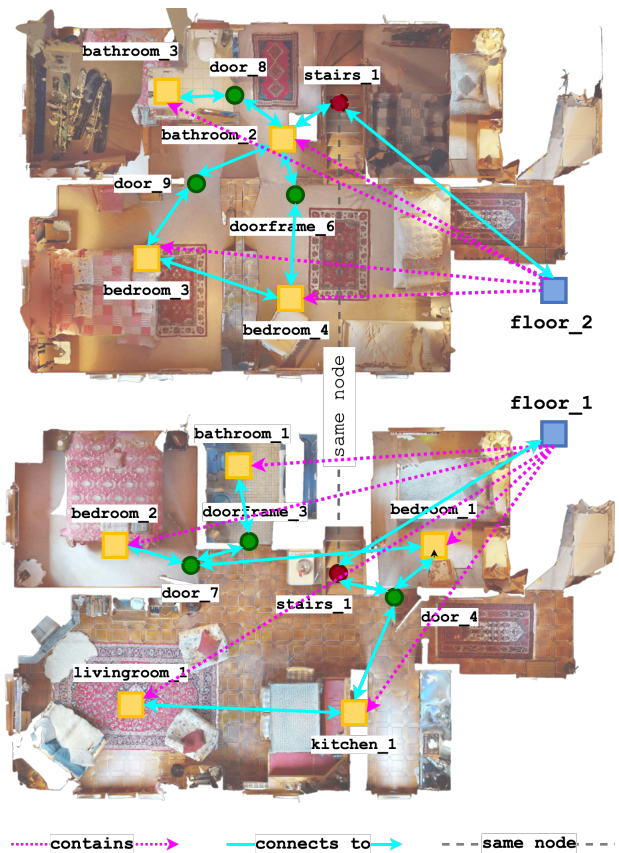 bathroom_3
door_8
stairs_1
bathroom_2
door_9
doorframe_6
bedroom_3
bedroom_4
floor_2
same node
floor_1
bathroom_1
bedroom_2
doorframe_3
bedroom_1
door_7
stairs_1
door_4
livingroom_1
kitchen_1
contains
connects to
same node